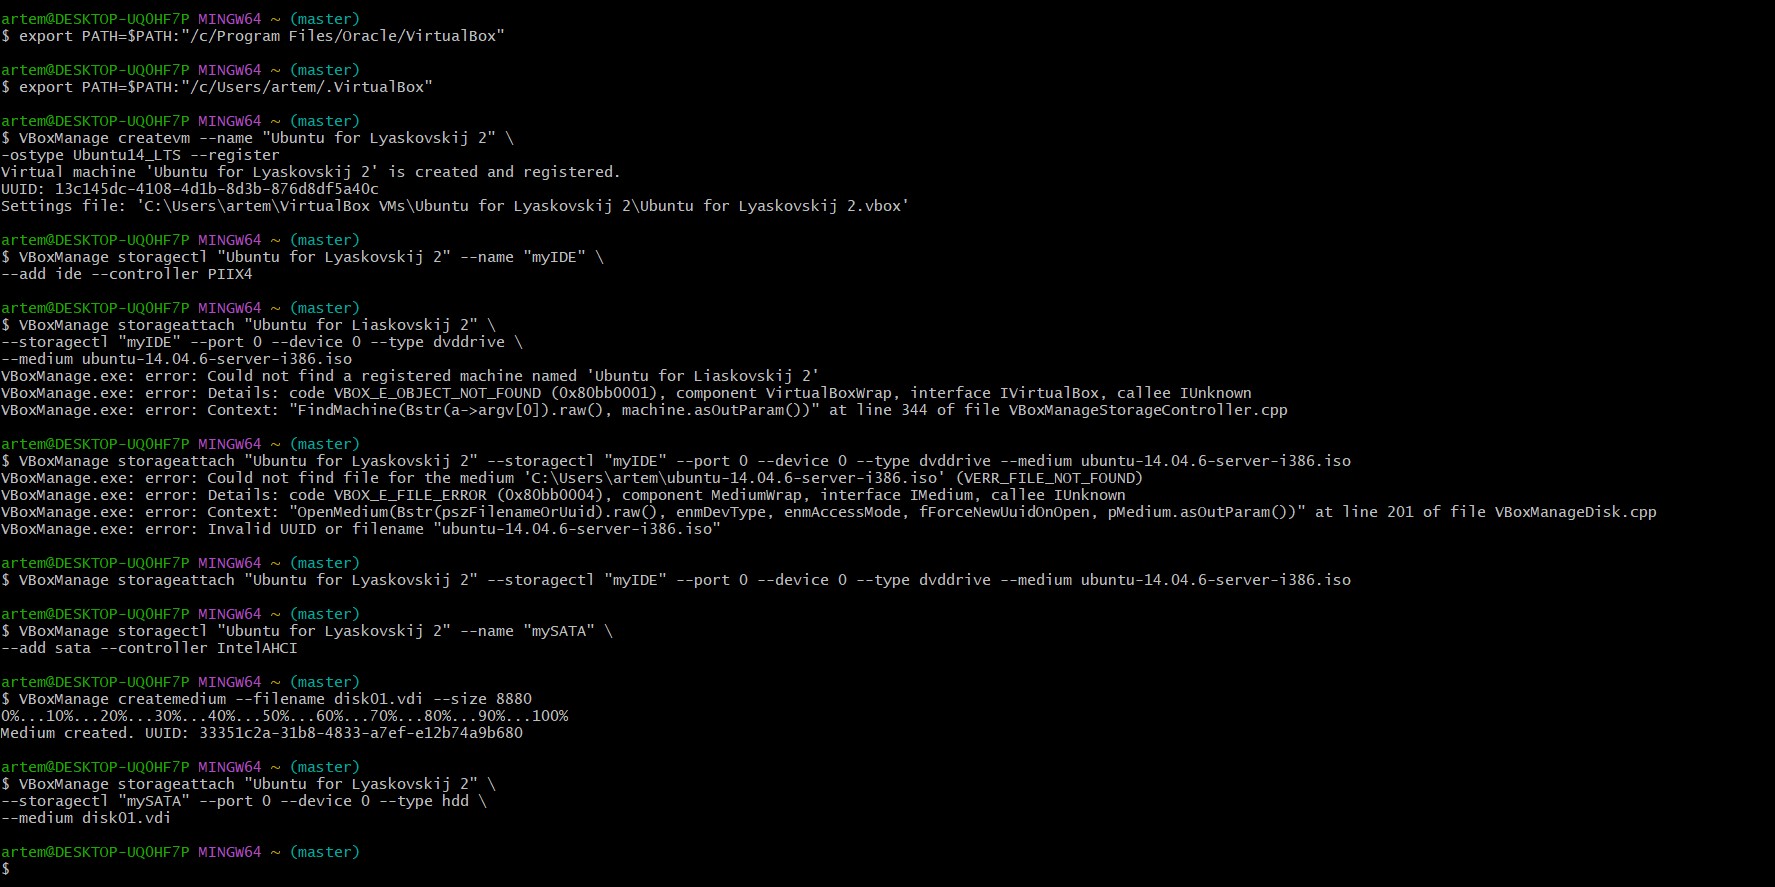 artem@DESKTOP-UQOHF7P MINGW64 ~ (master)
$ export PATH=$PATH:"/c/Program Files/Oracle/VirtualBox"
artem@DESKTOP-UQOHF7P MINGW64 ~ (master)
$ export PATH=$PATH:"/c/Users/artem/.VirtualBox"
artem@DESKTOP-UQOHF7P MINGW64 ~ (master)
$ VBoxManage createvm --name "Ubuntu for Lyaskovskij 2" \
-ostype Ubuntu14_LTS --register
Virtual machine 'Ubuntu for Lyaskovskij 2' is created and registered.
UUID: 13c145dc-4108-4d1b-8d3b-876d8df5a40c
Settings file: 'C:\Users\artem\VirtualBox VMs\Ubuntu for Lyaskovskij 2\Ubuntu for Lyaskovskij 2.vbox'
artem@DESKTOP-UQOHF7P MINGW64 ~ (master)
$ VBoxManage storagectl "Ubuntu for Lyaskovskij 2" --name "myIDE" \
--add ide --controller PIIX4
artem@DESKTOP-UQOHF7P MINGW64 ~ (master)
$ VBoxManage storageattach "Ubuntu for Liaskovskij 2" \
--storagectl "myIDE" --port 0 --device 0 --type dvddrive \
--medium ubuntu-14.04.6-server-i386.iso
VBoxManage.exe: error: Could not find a registered machine named 'Ubuntu for Liaskovskij 2'
VBoxManage.exe: error: Details: code VBOX_E_OBJECT_NOT_FOUND (0x80bb0001), component VirtualBoxWrap, interface IVirtualBox, callee IUnknown
VBoxManage.exe: error: Context: "FindMachine(Bstr(a->argv[0]).raw(), machine.asOutParam())" at line 344 of file VBoxManageStorageController.cpp
artem@DESKTOP-UQOHF7P MINGW64 ~ (master)
$ VBoxManage storageattach "Ubuntu for Lyaskovskij 2" --storagectl "myIDE" --port 0 --device 0 --type dvddrive --medium ubuntu-14.04.6-server-i386.iso
VBoxManage.exe: error: Could not find file for the medium 'C:\Users\artem\ubuntu-14.04.6-server-i386.iso' (VERR_FILE_NOT_FOUND)
VBoxManage.exe: error: Details: code VBOX_E_FILE_ERROR (0x80bb0004), component MediumWrap, interface IMedium, callee IUnknown
VBoxManage.exe: error: Context: "OpenMedium(Bstr(pszFilenameOrUuid).raw(), enmDevType, enmAccessMode, fForceNewUuidOnOpen, pMedium.asOutParam())" at line 201 of file VBoxManageDisk.cpp
VBoxManage.exe: error: Invalid UUID or filename "ubuntu-14.04.6-server-i386.iso"
artem@DESKTOP-UQOHF7P MINGW64 ~ (master)
$ VBoxManage storageattach "Ubuntu for Lyaskovskij 2" --storagectl "myIDE" --port 0 --device 0 --type dvddrive --medium ubuntu-14.04.6-server-i386.iso
artem@DESKTOP-UQOHF7P MINGW64 ~ (master)
$ VBoxManage storagectl "Ubuntu for Lyaskovskij 2" --name "mySATA" \
--add sata --controller IntelAHCI
artem@DESKTOP-UQOHF7P MINGW64 ~ (master)
$ VBoxManage createmedium --filename disk01.vdi --size 8880
0%...10%...20%...30%...40%...50%...60%...70%...80%...90%...100%
Medium created. UUID: 33351c2a-31b8-4833-a7ef-e12b74a9b680
artem@DESKTOP-UQOHF7P MINGW64 ~ (master)
$ VBoxManage storageattach "Ubuntu for Lyaskovskij 2" \
--storagectl "mySATA" --port 0 --device 0 --type hdd \
--medium disk01.vdi
artem@DESKTOP-UQOHF7P MINGW64 ~ (master)
$